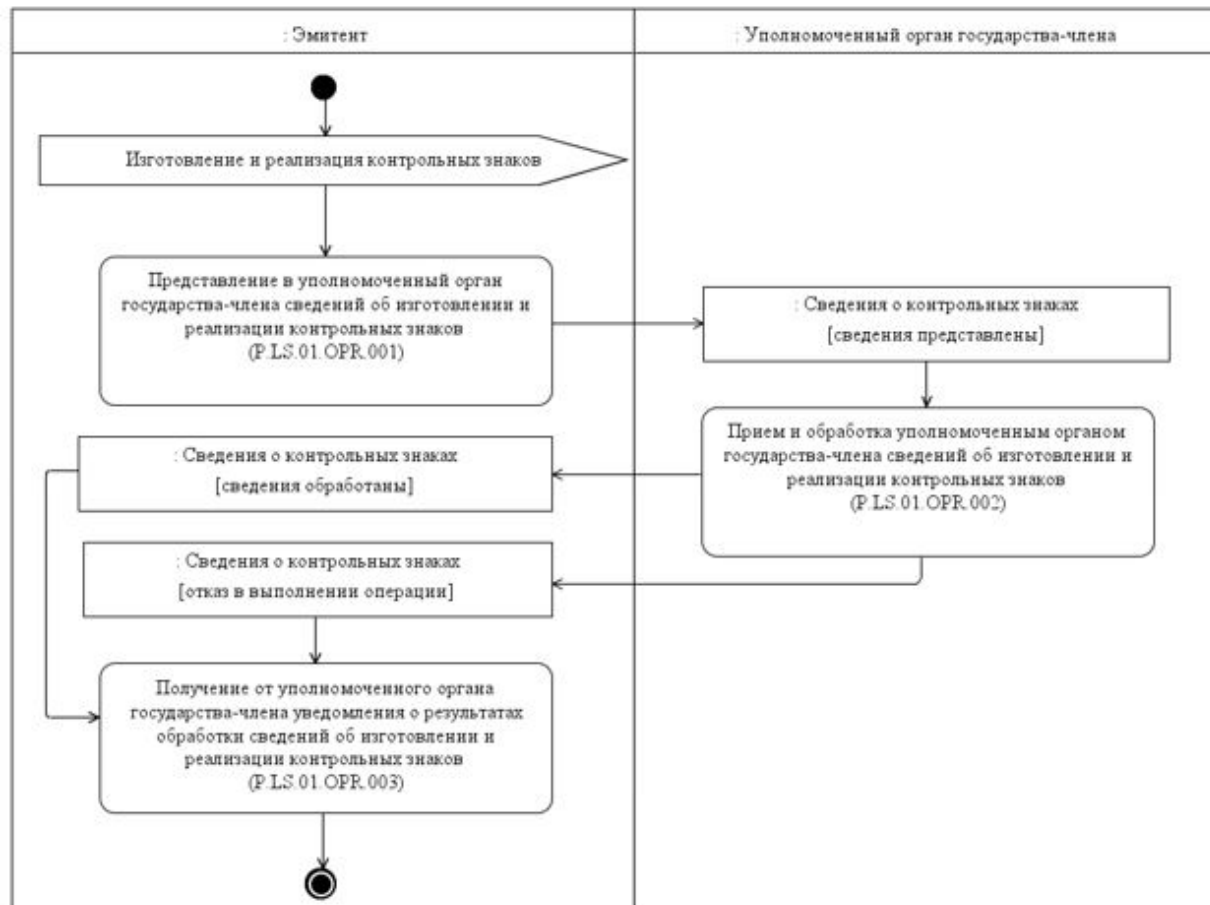 : Эмитент
: Уполномоченный орган государства-члена
Изготовление и реализация контрольных знаков
Представление в уполномоченный орган
государства-члена сведений об изготовлении и
реализации контрольных знаков
(P.LS.01.OPR.001)
: Сведения о контрольных знаках
[сведения представлены]
Прием и обработка уполномоченным органом
государства-члена сведений об изготовлении и
реализации контрольных знаков
(P.LS.01.OPR.002)
: Сведения о контрольных знаках
[сведения обработаны]
: Сведения о контрольных знаках
[отказ в выполнении операции]
Получение от уполномоченного органа
государства-члена уведомления о результатах
обработки сведений об изготовлении и
реализации контрольных знаков
(P.LS.01.OPR.003)